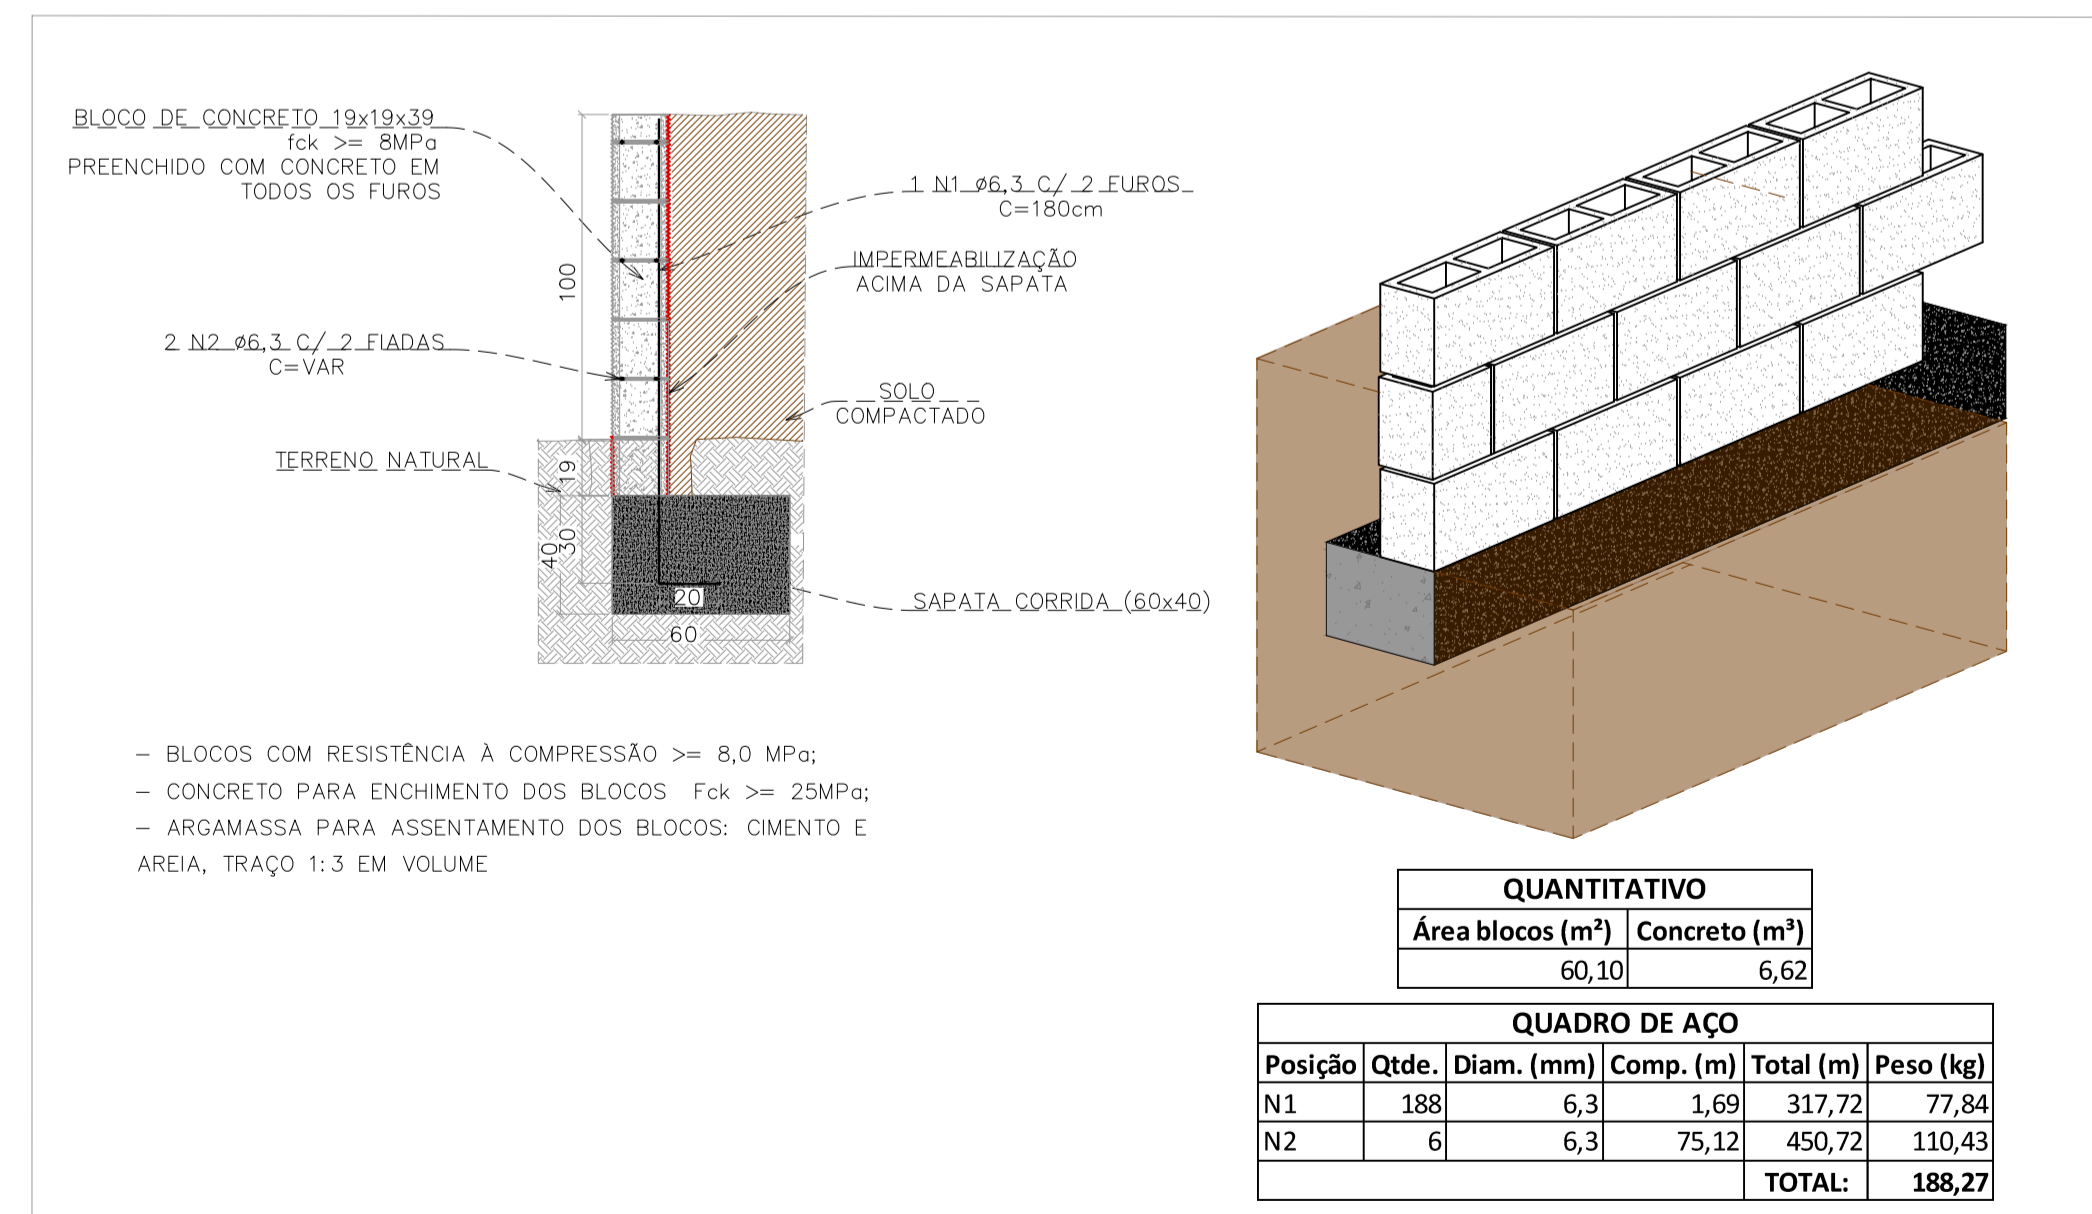 BLOCO DE CONCRETO 19x19x39
fck >= 8MPa
PREENCHIDO COM CONCRETO EM
TODOS OS FUROS
1 N1 ø6,3 C/ 2 FUROS
C=180cm
IMPERMEABILIZAÇÃO
ACIMA DA SAPATA
100
2 N2 ø6,3 C/ 2 FIADAS
C=VAR
SOLO
COMPACTADO
TERRENO NATURAL
19
30
40
20
60
SAPATA CORRIDA (60x40)
– BLOCOS COM RESISTÊNCIA À COMPRESSÃO >= 8,0 MPa;
– CONCRETO PARA ENCHIMENTO DOS BLOCOS Fck >= 25MPa;
– ARGAMASSA PARA ASSENTAMENTO DOS BLOCOS: CIMENTO E
AREIA, TRAÇO 1:3 EM VOLUME
QUANTITATIVO
Área blocos (m²) Concreto (m³)
60,10 6,62
QUADRO DE AÇO
Posição Qtde. Diam. (mm) Comp. (m) Total (m) Peso (kg)
N1 188 6,3 1,69 317,72 77,84
N2 6 6,3 75,12 450,72 110,43
TOTAL: 188,27